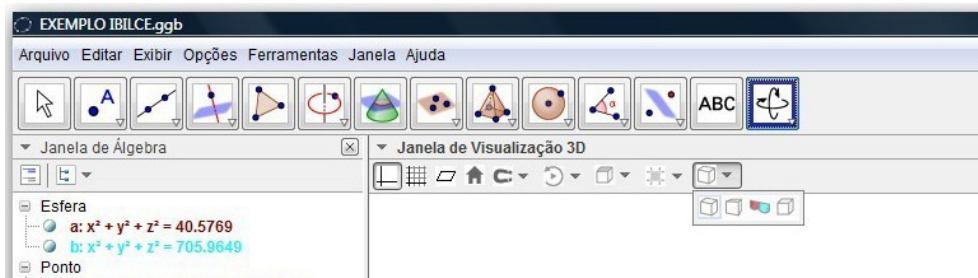 EXEMPLO IBILCE.ggb
Arquivo Editar Exibir Opções Ferramentas Janela Ajuda
A
α
ABC
Janela de Álgebra
Janela de Visualização 3D
Esfera
a: x² + y² + z² = 40.5769
b: x² + y² + z² = 705.9649
Ponto